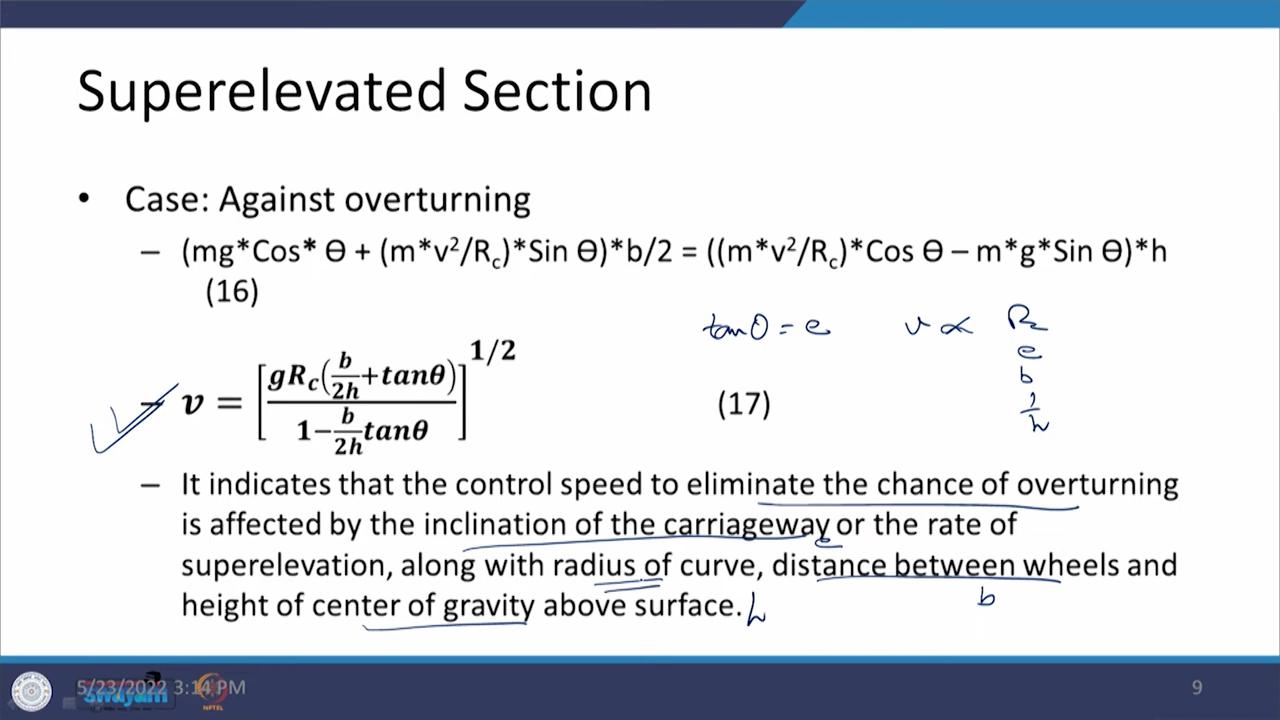 Superelevated Section
• Case: Against overturning
– (mg*Cos* Ɵ + (m*v²/Rc)*Sin Ɵ)*b/2 = ((m*v²/Rc)*Cos Ɵ – m*g*Sin Ɵ)*h
(16)
tanθ = e v ∝ Rc
e
b
1/h
– v = [gRc(b/2h+tanθ) / 1−b/2h tanθ]^1/2 (17)
– It indicates that the control speed to eliminate the chance of overturning
is affected by the inclination of the carriageway or the rate of
e
superelevation, along with radius of curve, distance between wheels and
b
height of center of gravity above surface. h
5/23/2022 3:14 PM
swayam
NPTEL
9